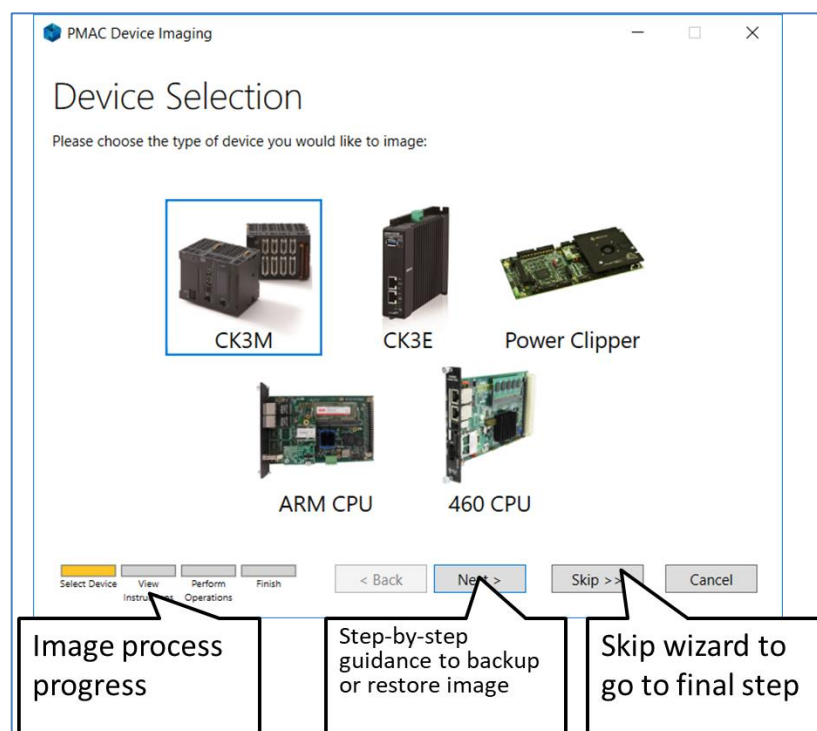 PMAC Device Imaging
Device Selection
Please choose the type of device you would like to image:
CK3M
CK3E
Power Clipper
ARM CPU
460 CPU
Select Device
View
Perform
Operations
Finish
< Back
Next >
Skip >>
Cancel
Image process
progress
Step-by-step
guidance to backup
or restore image
Skip wizard to
go to final step